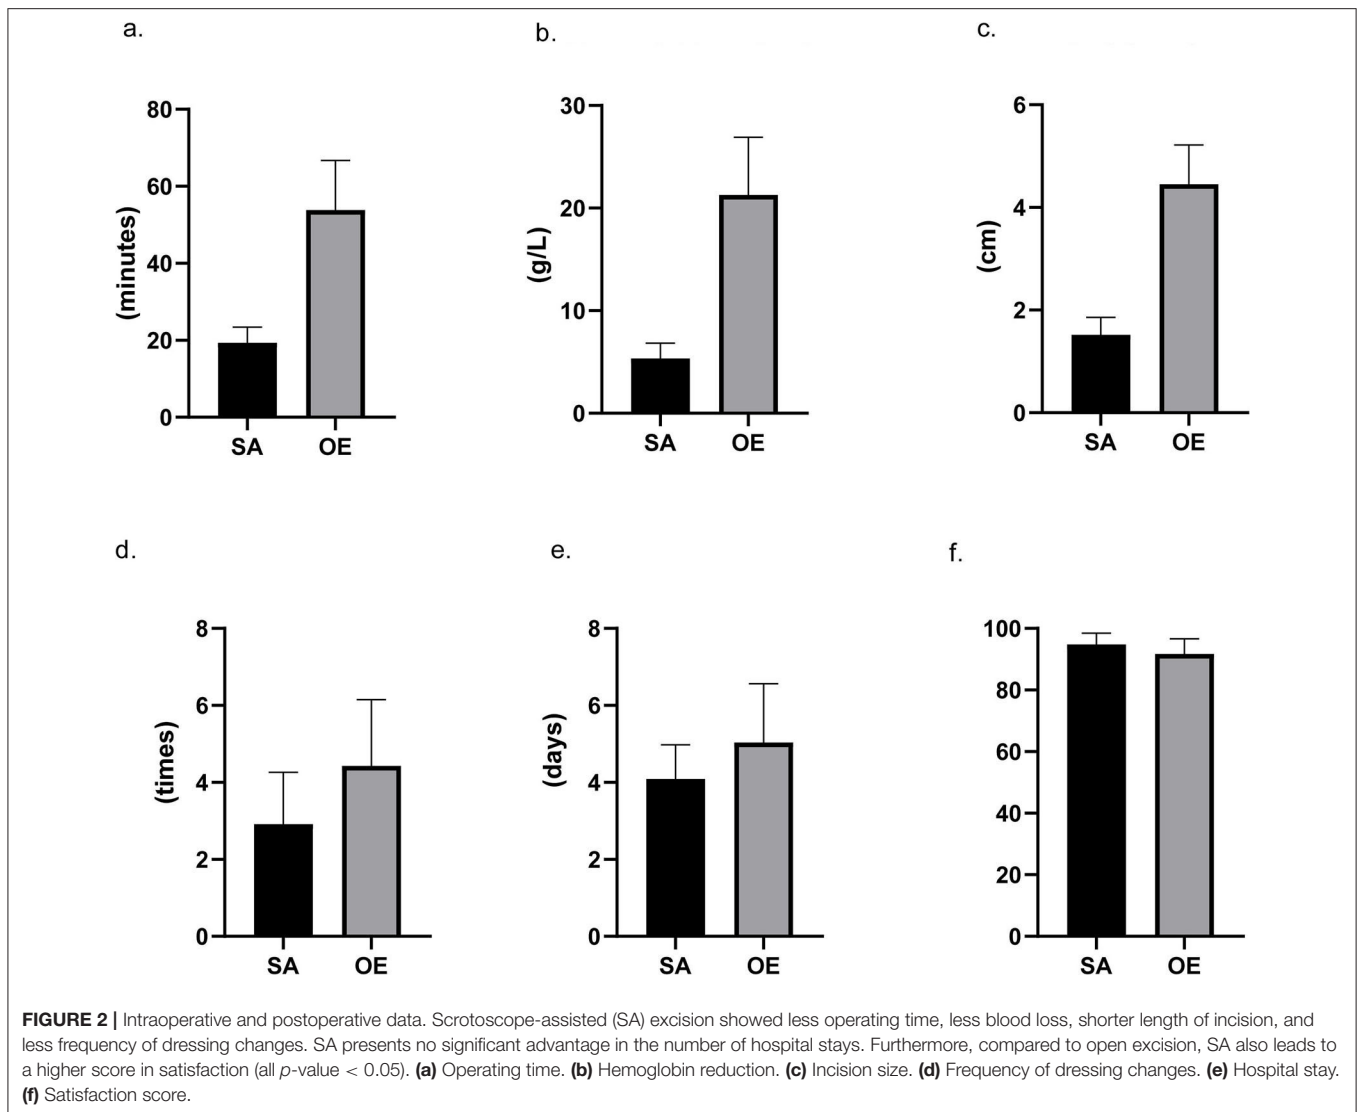 a.
b.
c.
80
60
40
20
0
(minutes)
SA
OE
30
20
10
0
(g/L)
SA
OE
6
4
2
0
(cm)
SA
OE
d.
e.
f.
8
6
4
2
0
(times)
SA
OE
8
6
4
2
0
(days)
SA
OE
100
80
60
40
20
0
SA
OE
FIGURE 2 | Intraoperative and postoperative data. Scrotoscope-assisted (SA) excision showed less operating time, less blood loss, shorter length of incision, and
less frequency of dressing changes. SA presents no significant advantage in the number of hospital stays. Furthermore, compared to open excision, SA also leads to
a higher score in satisfaction (all p-value < 0.05). (a) Operating time. (b) Hemoglobin reduction. (c) Incision size. (d) Frequency of dressing changes. (e) Hospital stay.
(f) Satisfaction score.